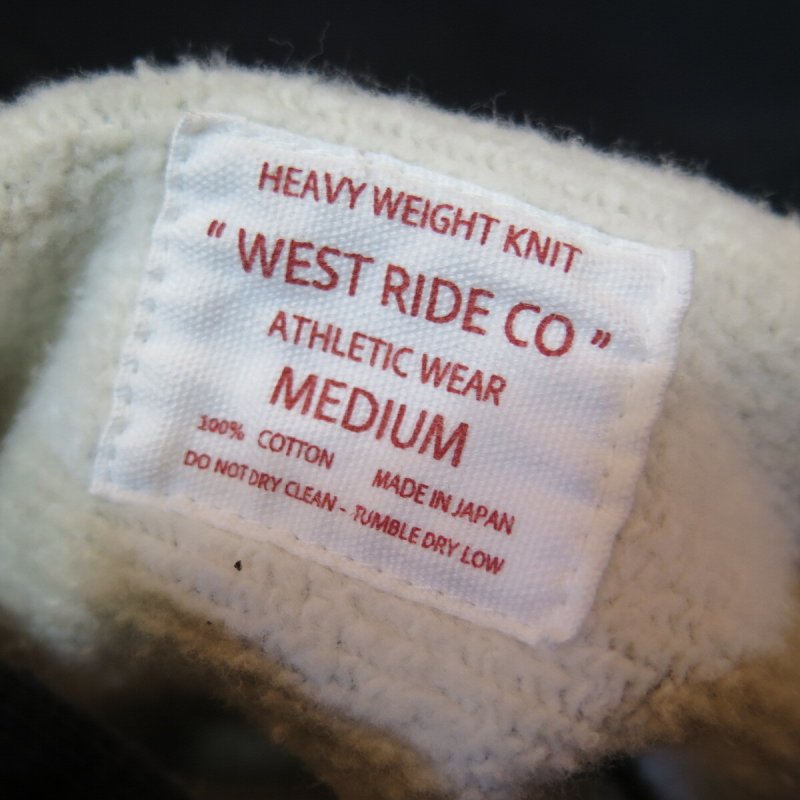 HEAVY WEIGHT KNIT
" WEST RIDE CO "
ATHLETIC WEAR
MEDIUM
100% COTTON MADE IN JAPAN
DO NOT DRY CLEAN - TUMBLE DRY LOW